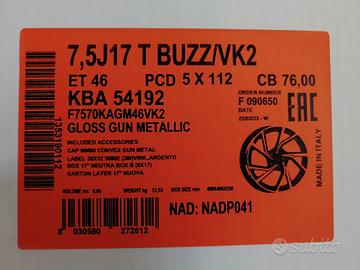 7,5J17 T BUZZ/VK2
ET 46 PCD 5 X 112 CB 76,00
KBA 54192
ORDER NUMBER
F 090650
F7570KAGM46VK2
DATE
22/03/23 - W
EAC
GLOSS GUN METALLIC
INCLUDED ACCESSORIES
CAP MM60 CONVEX GUN METAL
BOX 17" NEUTRA BOX S (8X17)
CARTON LAYER 17" NUOVA
MADE IN ITALY
NAD: NADP041
8 030580 272612
subito